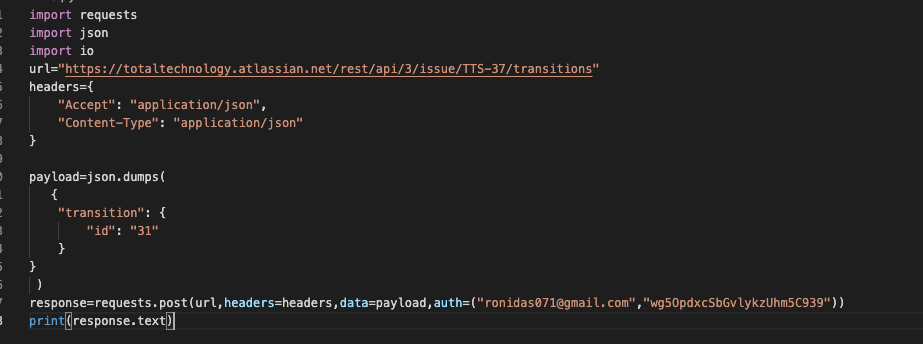 import requests
import json
import io
url="https://totaltechnology.atlassian.net/rest/api/3/issue/TTS-37/transitions"
headers={
    "Accept": "application/json",
    "Content-Type": "application/json"
}

payload=json.dumps(
   {
    "transition": {
        "id": "31"
    }
}
 )
response=requests.post(url,headers=headers,data=payload,auth=("ronidas071@gmail.com","wg5OpdxcSbGvlykzUhm5C939"))
print(response.text)